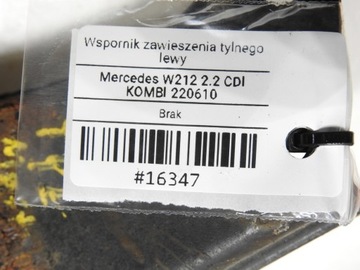 Wspornik zawieszenia tylnego
lewy
Mercedes W212 2.2 CDI
KOMBI 220610
Brak
#16347